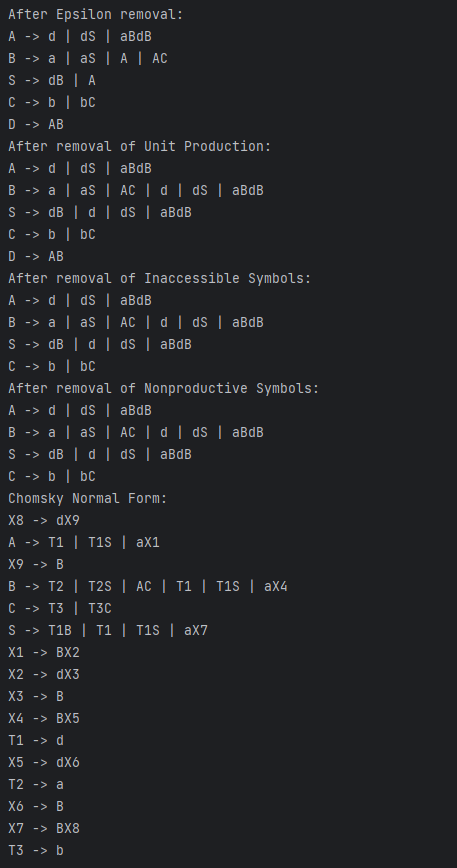 After Epsilon removal:
A -> d | dS | aBdB
B -> a | aS | A | AC
S -> dB | A
C -> b | bC
D -> AB
After removal of Unit Production:
A -> d | dS | aBdB
B -> a | aS | AC | d | dS | aBdB
S -> dB | d | dS | aBdB
C -> b | bC
D -> AB
After removal of Inaccessible Symbols:
A -> d | dS | aBdB
B -> a | aS | AC | d | dS | aBdB
S -> dB | d | dS | aBdB
C -> b | bC
After removal of Nonproductive Symbols:
A -> d | dS | aBdB
B -> a | aS | AC | d | dS | aBdB
S -> dB | d | dS | aBdB
C -> b | bC
Chomsky Normal Form:
X8 -> dX9
A -> T1 | T1S | aX1
X9 -> B
B -> T2 | T2S | AC | T1 | T1S | aX4
C -> T3 | T3C
S -> T1B | T1 | T1S | aX7
X1 -> BX2
X2 -> dX3
X3 -> B
X4 -> BX5
T1 -> d
X5 -> dX6
T2 -> a
X6 -> B
X7 -> BX8
T3 -> b